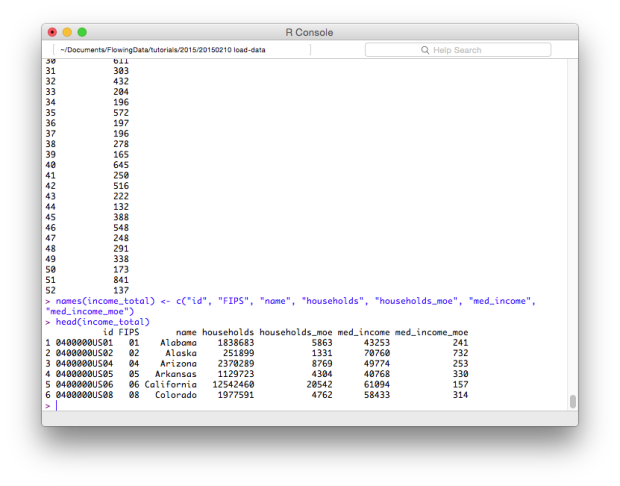 R Console
~/Documents/FlowingData/tutorials/2015/20150210 load-data
Help Search
30 611
31 303
32 432
33 204
34 196
35 572
36 197
37 196
38 278
39 165
40 645
41 250
42 516
43 222
44 132
45 388
46 548
47 248
48 291
49 338
50 173
51 841
52 137
> names(income_total) <- c("id", "FIPS", "name", "households", "households_moe", "med_income",
"med_income_moe")
> head(income_total)
id FIPS name households households_moe med_income med_income_moe
1 0400000US01 01 Alabama 1838683 5863 43253 241
2 0400000US02 02 Alaska 251899 1331 70760 732
3 0400000US04 04 Arizona 2370289 8769 49774 253
4 0400000US05 05 Arkansas 1129723 4304 40768 330
5 0400000US06 06 California 12542460 20542 61094 157
6 0400000US08 08 Colorado 1977591 4762 58433 314
>